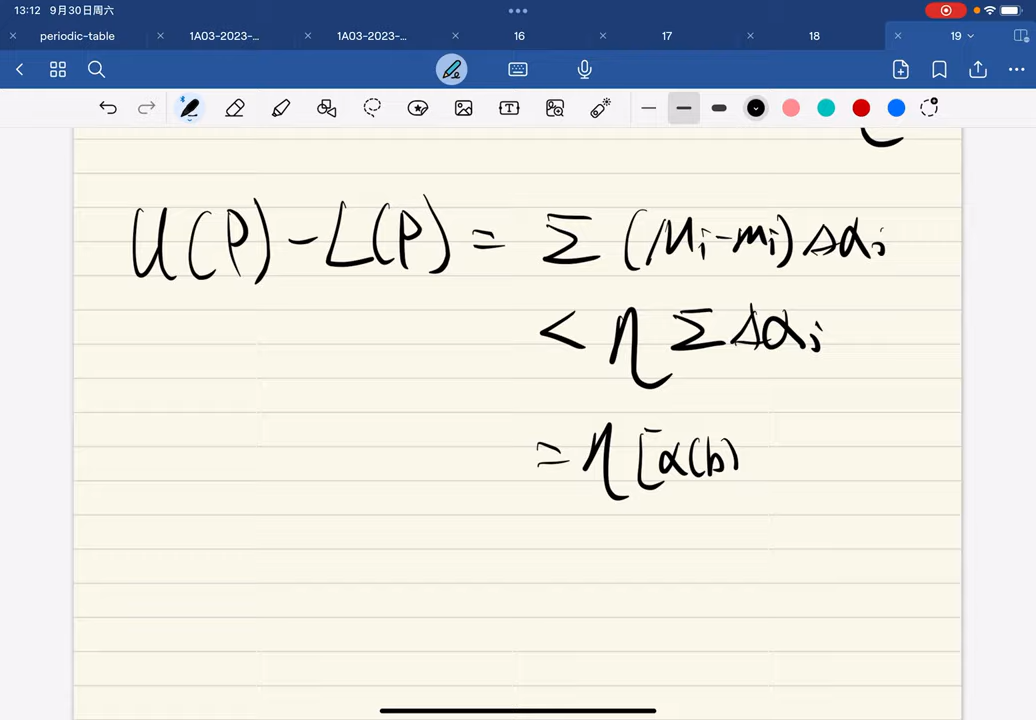 13:12 9月30日周六
periodic-table 1A03-2023-... 1A03-2023-... 16 17 18 19
U(P) - L(P) = Σ (Mi - mi) Δαi
< η Σ Δαi
= η [α(b)